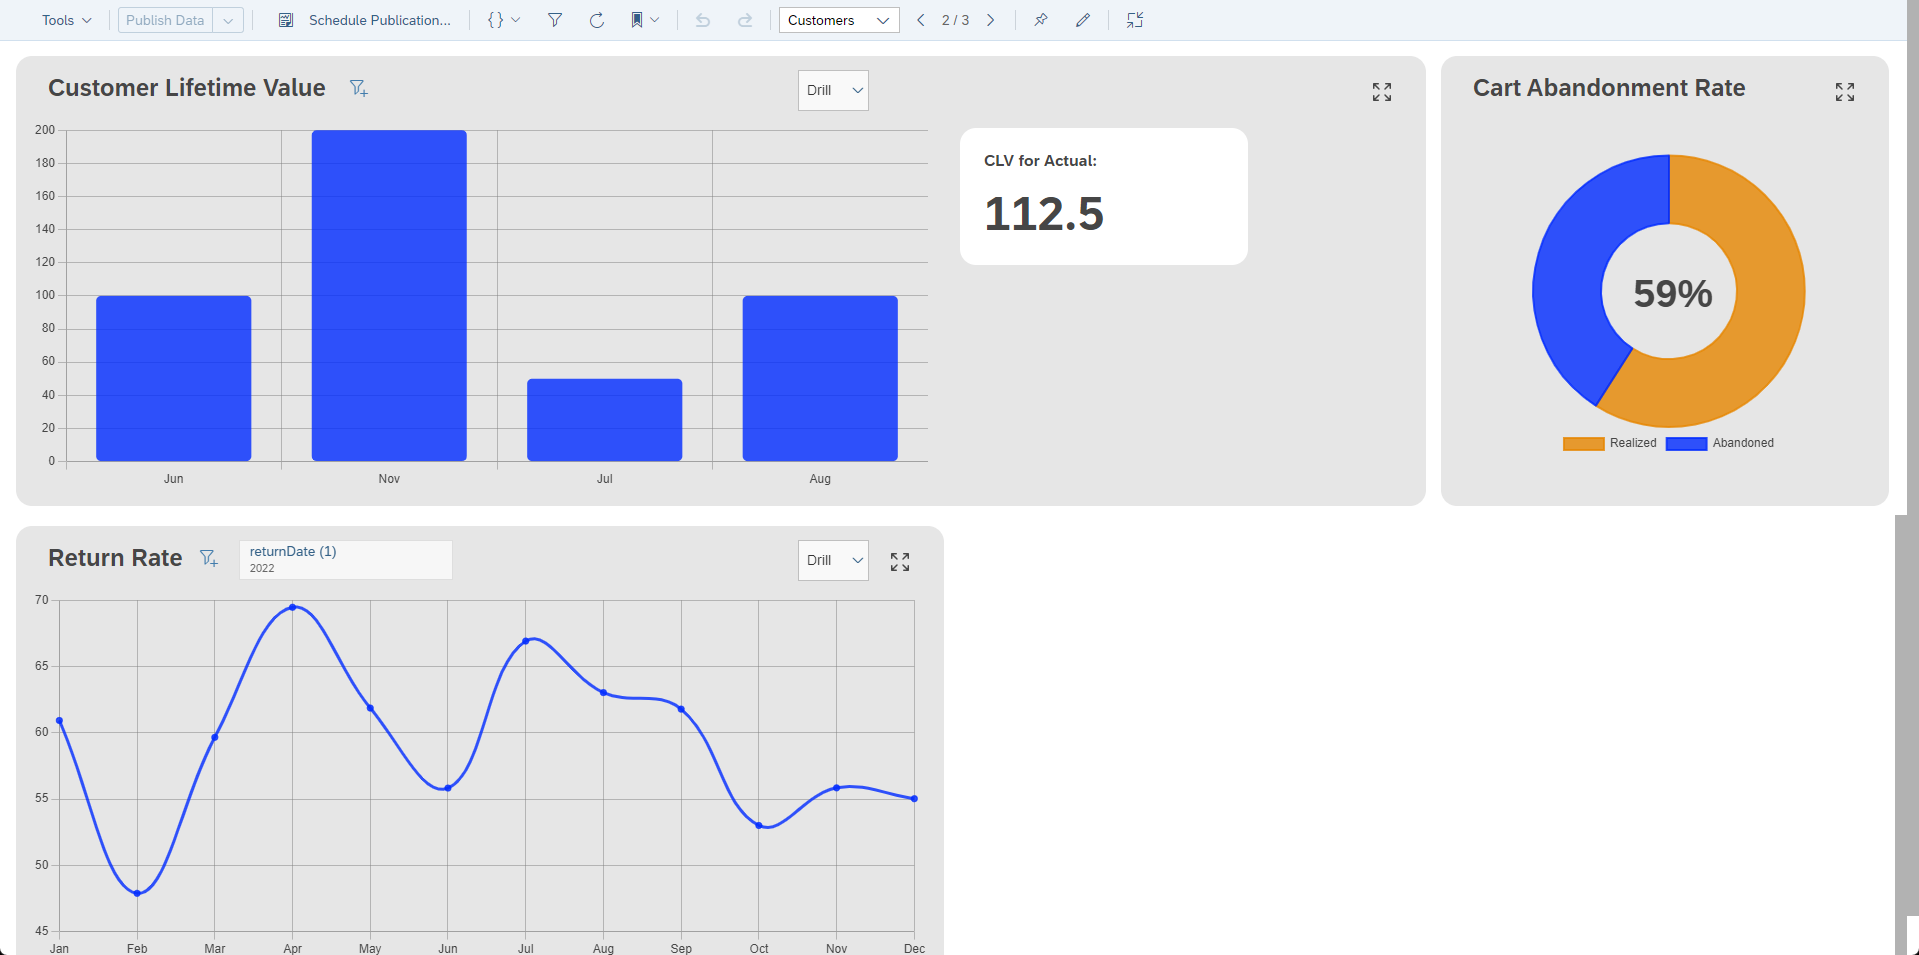 Tools Publish Data Schedule Publication... {} Customers 2 / 3
Customer Lifetime Value
Drill
200
180
160
140
120
100
80
60
40
20
0
Jun Nov Jul Aug
CLV for Actual:
112.5
Cart Abandonment Rate
59%
Realized Abandoned
Return Rate
returnDate (1)
2022
Drill
70
65
60
55
50
45
Jan Feb Mar Apr May Jun Jul Aug Sep Oct Nov Dec